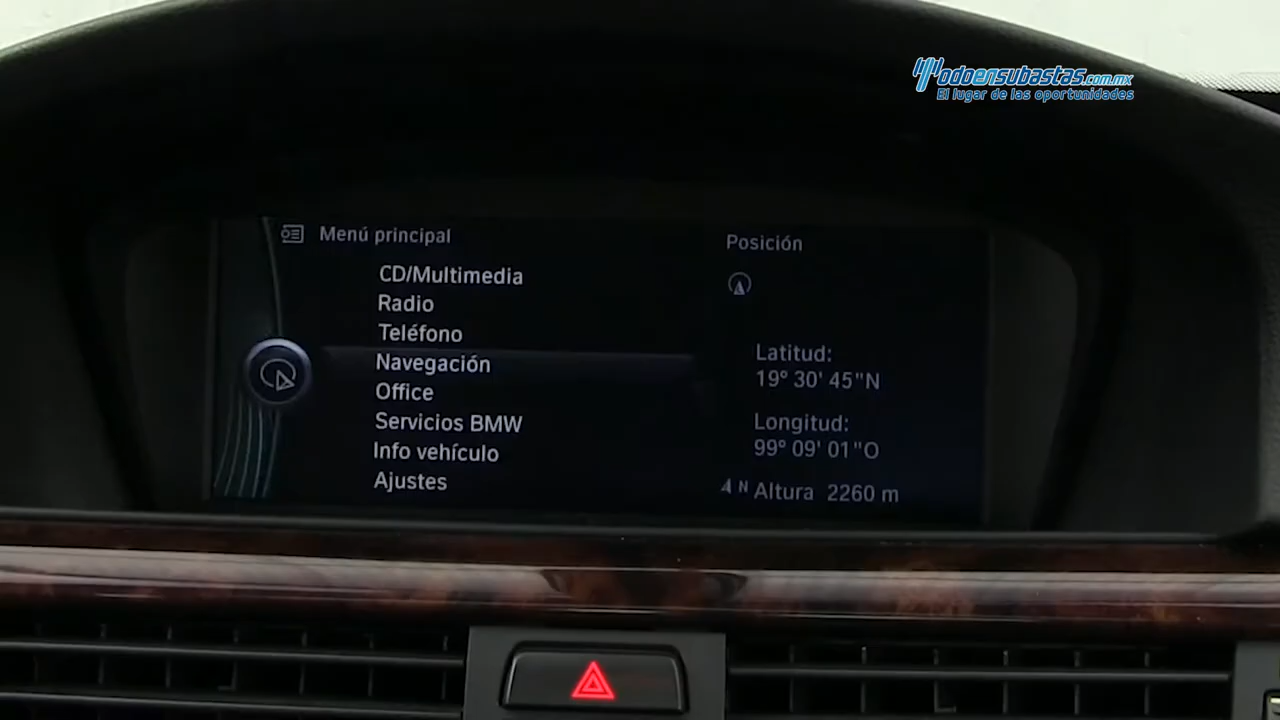 Modoensubastas.com.mx
El lugar de las oportunidades
Menú principal
CD/Multimedia
Radio
Teléfono
Navegación
Office
Servicios BMW
Info vehículo
Ajustes
Posición
Latitud:
19° 30' 45"N
Longitud:
99° 09' 01"O
N Altura 2260 m